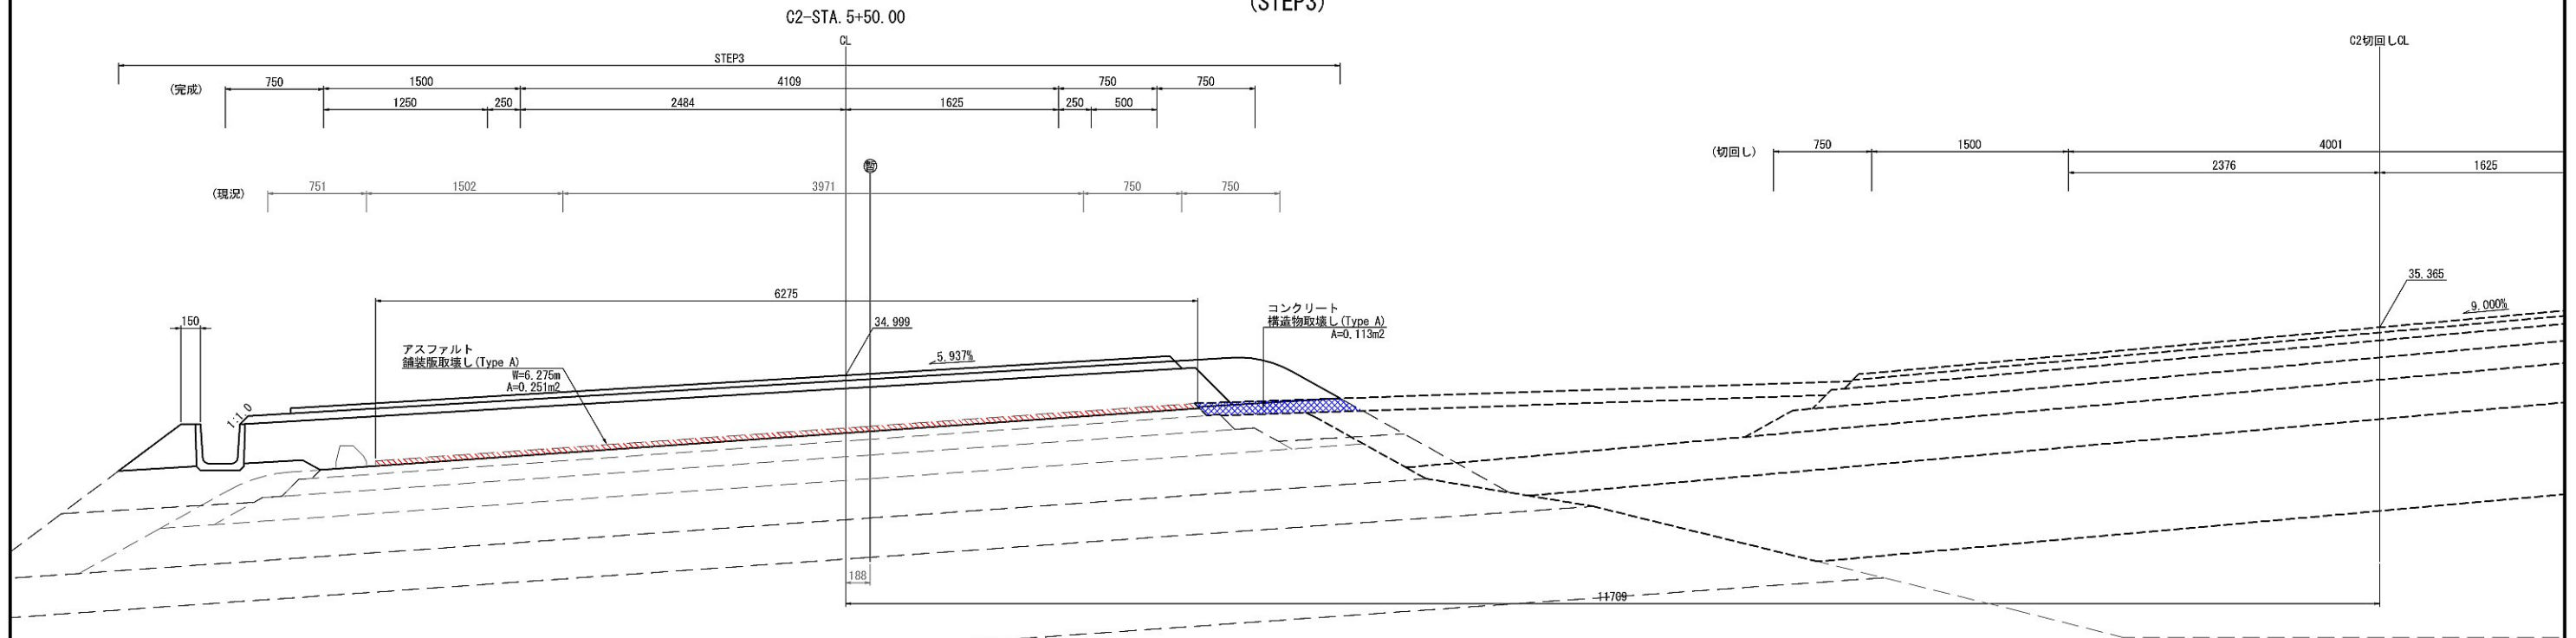 (STEP3)
C2-STA.5+50.00
CL
C2切回しCL
STEP3
(完成)
750
1500
4109
750
750
1250
250
2484
1625
250
500
(切回し)
750
1500
4001
2376
1625
暫
(現況)
751
1502
3971
750
750
6275
150
34.999
35.365
コンクリート
構造物取壊し(Type A)
A=0.113m2
9.000%
アスファルト
舗装版取壊し(Type A)
W=6.275m
A=0.251m2
5.937%
1:1.0
188
11709